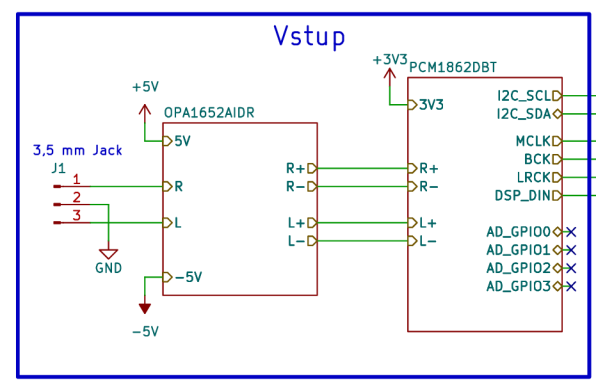 Vstup
+3V3
PCM1862DBT
+5V
OPA1652AIDR
3V3
I2C_SCL
I2C_SDA
5V
MCLK
3,5 mm Jack
BCK
J1
R+
R+
LRCK
1
R
R-
R-
DSP_DIN
2
3
L
L+
L+
AD_GPIO0
L-
L-
AD_GPIO1
GND
-5V
AD_GPIO2
AD_GPIO3
-5V